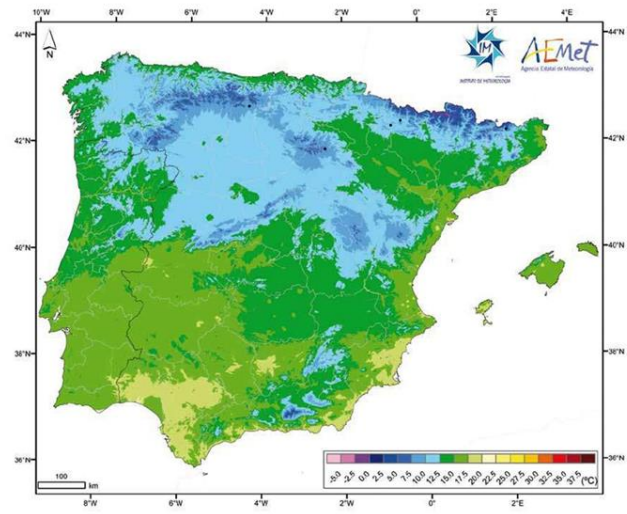 10°W 8°W 6°W 4°W 2°W 0° 2°E 4°E
44°N 44°N
N
IM
AEMet
Agencia Estatal de Meteorología
INSTITUTO DE METEOROLOGIA
42°N 42°N
40°N 40°N
38°N 38°N
36°N 36°N
-5.0 -2.5 0.0 2.5 5.0 7.5 10.0 12.5 15.0 17.5 20.0 22.5 25.0 27.5 30.0 32.5 35.0 37.5 (°C)
100
km
8°W 6°W 4°W 2°W 0° 2°E